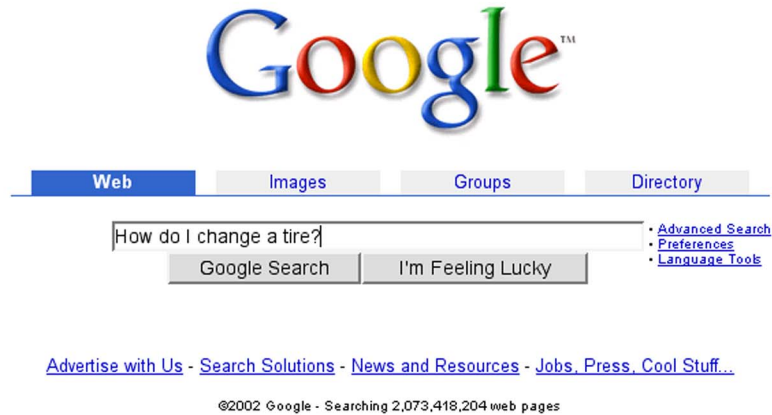 Google™
Web Images Groups Directory
How do I change a tire?
• Advanced Search
• Preferences
• Language Tools
Google Search I'm Feeling Lucky
Advertise with Us - Search Solutions - News and Resources - Jobs, Press, Cool Stuff...
©2002 Google - Searching 2,073,418,204 web pages